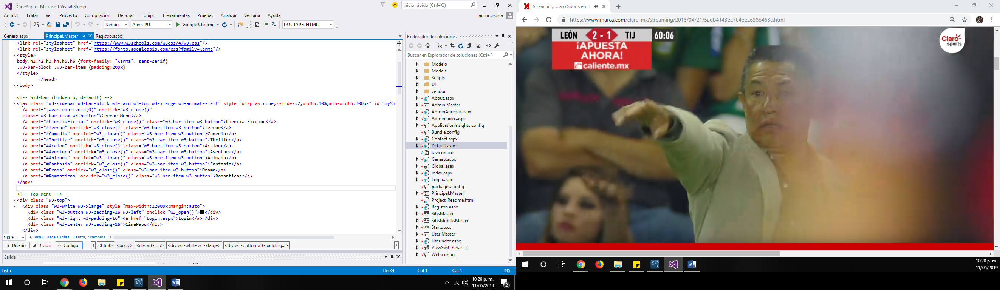 CinePapu - Microsoft Visual Studio
Inicio rápido (Ctrl+Q)
Archivo Editar Ver Proyecto Compilación Depurar Equipo Herramientas Pruebas Analizar Ventana Ayuda
Iniciar sesión
Debug Any CPU Google Chrome DOCTYPE: HTML5
Genero.aspx Principal.Master Registro.aspx
<link rel="stylesheet" href="https://www.w3schools.com/w3css/4/w3.css"/>
<link rel="stylesheet" href="https://fonts.googleapis.com/css?family=Karma"/>
<style>
body,h1,h2,h3,h4,h5,h6 {font-family: "Karma", sans-serif}
.w3-bar-block .w3-bar-item {padding:20px}
</style>
</head>
<body>
<!-- Sidebar (hidden by default) -->
<nav class="w3-sidebar w3-bar-block w3-card w3-top w3-xlarge w3-animate-left" style="display:none;z-index:2;width:40%;min-width:300px" id="mySi
<a href="javascript:void(0)" onclick="w3_close()"
class="w3-bar-item w3-button">Cerrar Menu</a>
<a href="#CienciaFiccion" onclick="w3_close()" class="w3-bar-item w3-button">Ciencia Ficcion</a>
<a href="#Terror" onclick="w3_close()" class="w3-bar-item w3-button">Terror</a>
<a href="#Comedia" onclick="w3_close()" class="w3-bar-item w3-button">Comedia</a>
<a href="#Thriller" onclick="w3_close()" class="w3-bar-item w3-button">Thriller</a>
<a href="#Accion" onclick="w3_close()" class="w3-bar-item w3-button">Accion</a>
<a href="#Aventura" onclick="w3_close()" class="w3-bar-item w3-button">Aventura</a>
<a href="#Animada" onclick="w3_close()" class="w3-bar-item w3-button">Animada</a>
<a href="#Fantasia" onclick="w3_close()" class="w3-bar-item w3-button">Fantasia</a>
<a href="#Drama" onclick="w3_close()" class="w3-bar-item w3-button">Drama</a>
<a href="#Romanticas" onclick="w3_close()" class="w3-bar-item w3-button">Romanticas</a>
</nav>
<!-- Top menu -->
<div class="w3-top">
<div class="w3-white w3-xlarge" style="max-width:1200px;margin:auto">
<div class="w3-button w3-padding-16 w3-left" onclick="w3_open()">☰</div>
<div class="w3-right w3-padding-16"><a href="Login.aspx">Login</a></div>
<div class="w3-center w3-padding-16">CinePapu</div>
</div>
100 % RikaSJ, Hace 10 días | 1 autor, 2 cambios
Diseño Dividir Código <html> <body> <div.w3-top> <div.w3-white w3-xlarge> <div.w3-button w3-padding...>
Salida
Listo Lín 34 Col 1 Car 1 INS
10:20 p. m.
11/05/2019
2
Explorador de soluciones
Buscar en Explorador de soluciones (Ctrl+´)
Modelo
Models
Scripts
Util
vendor
About.aspx
Admin.Master
AdminAgregar.aspx
AdminIndex.aspx
ApplicationInsights.config
Bundle.config
Contact.aspx
Default.aspx
favicon.ico
Genero.aspx
Global.asax
index.aspx
Login.aspx
packages.config
Principal.Master
Project_Readme.html
Registro.aspx
Site.Master
Site.Mobile.Master
Startup.cs
User.Master
UserIndex.aspx
ViewSwitcher.ascx
Web.config
Streaming: Claro Sports en d
https://www.marca.com/claro-mx/streaming/2018/04/21/5adb4143e2704ee2638b468e.html
LEÓN 2 - 1 TIJ 60:06
¡APUESTA
AHORA!
caliente.mx
Claro
sports
10:20 p. m.
11/05/2019